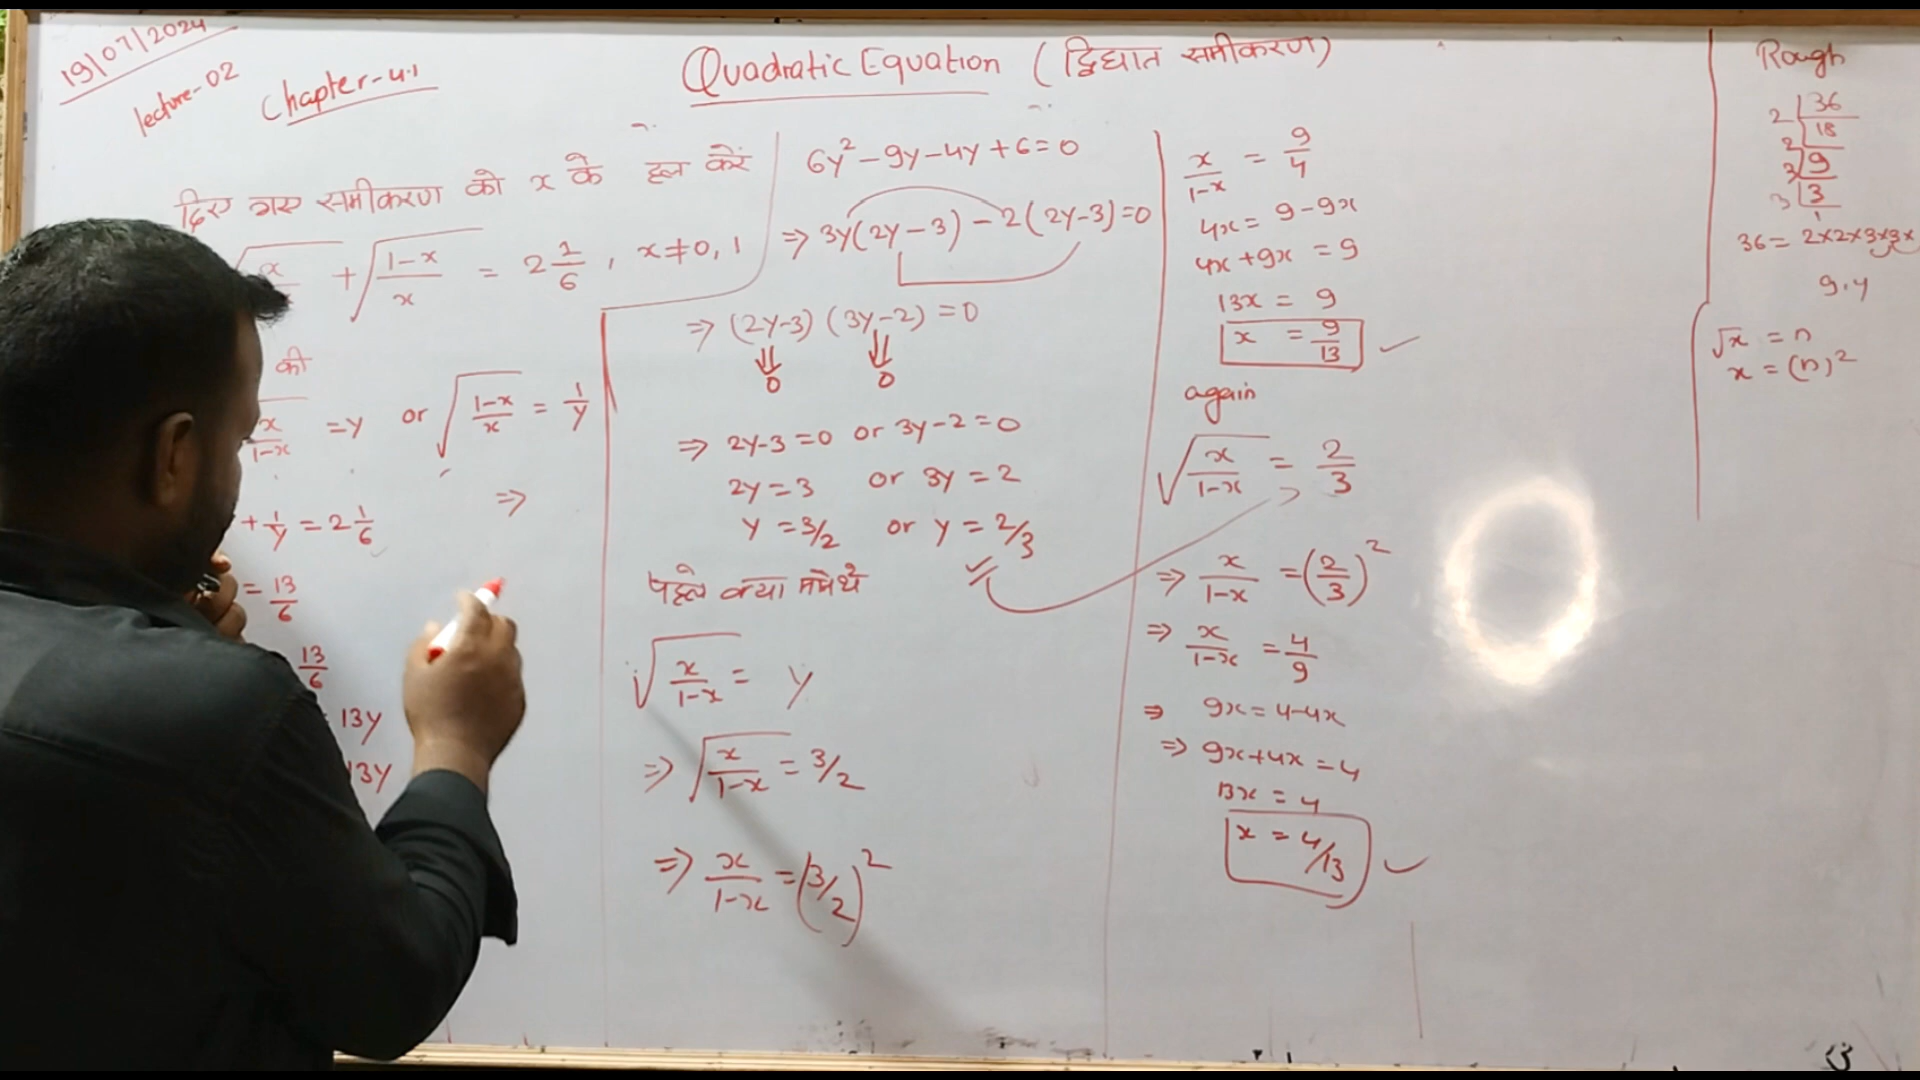 19/07/2024
lecture-02
Chapter-4.1
Quadratic Equation (द्विघात समीकरण)
दिए गए समीकरण को x के हल करें
+ √(1-x)/x = 2 1/6 , x ≠ 0, 1
की
x/1-x = y or √(1-x)/x = 1/y
+ 1/y = 2 1/6 ⇒
= 13/6
13/6
13y
13y
6y² - 9y - 4y + 6 = 0
⇒ 3y(2y-3) - 2(2y-3) = 0
⇒ (2y-3) (3y-2) = 0
0 0
⇒ 2y-3 = 0 or 3y-2 = 0
2y = 3 or 3y = 2
y = 3/2 or y = 2/3
पहले क्या
√x/1-x = y
⇒ √x/1-x = 3/2
⇒ x/1-x = (3/2)²
x/1-x = 9/4
4x = 9-9x
4x+9x = 9
13x = 9
x = 9/13
again
√x/1-x = 2/3
⇒ x/1-x = (2/3)²
⇒ x/1-x = 4/9
⇒ 9x = 4-4x
⇒ 9x+4x = 4
13x = 4
x = 4/13
Rough
2 | 36
2 | 18
3 | 9
3 | 3
1
36 = 2×2×3×3×
9.4
√x = n
x = (n)²